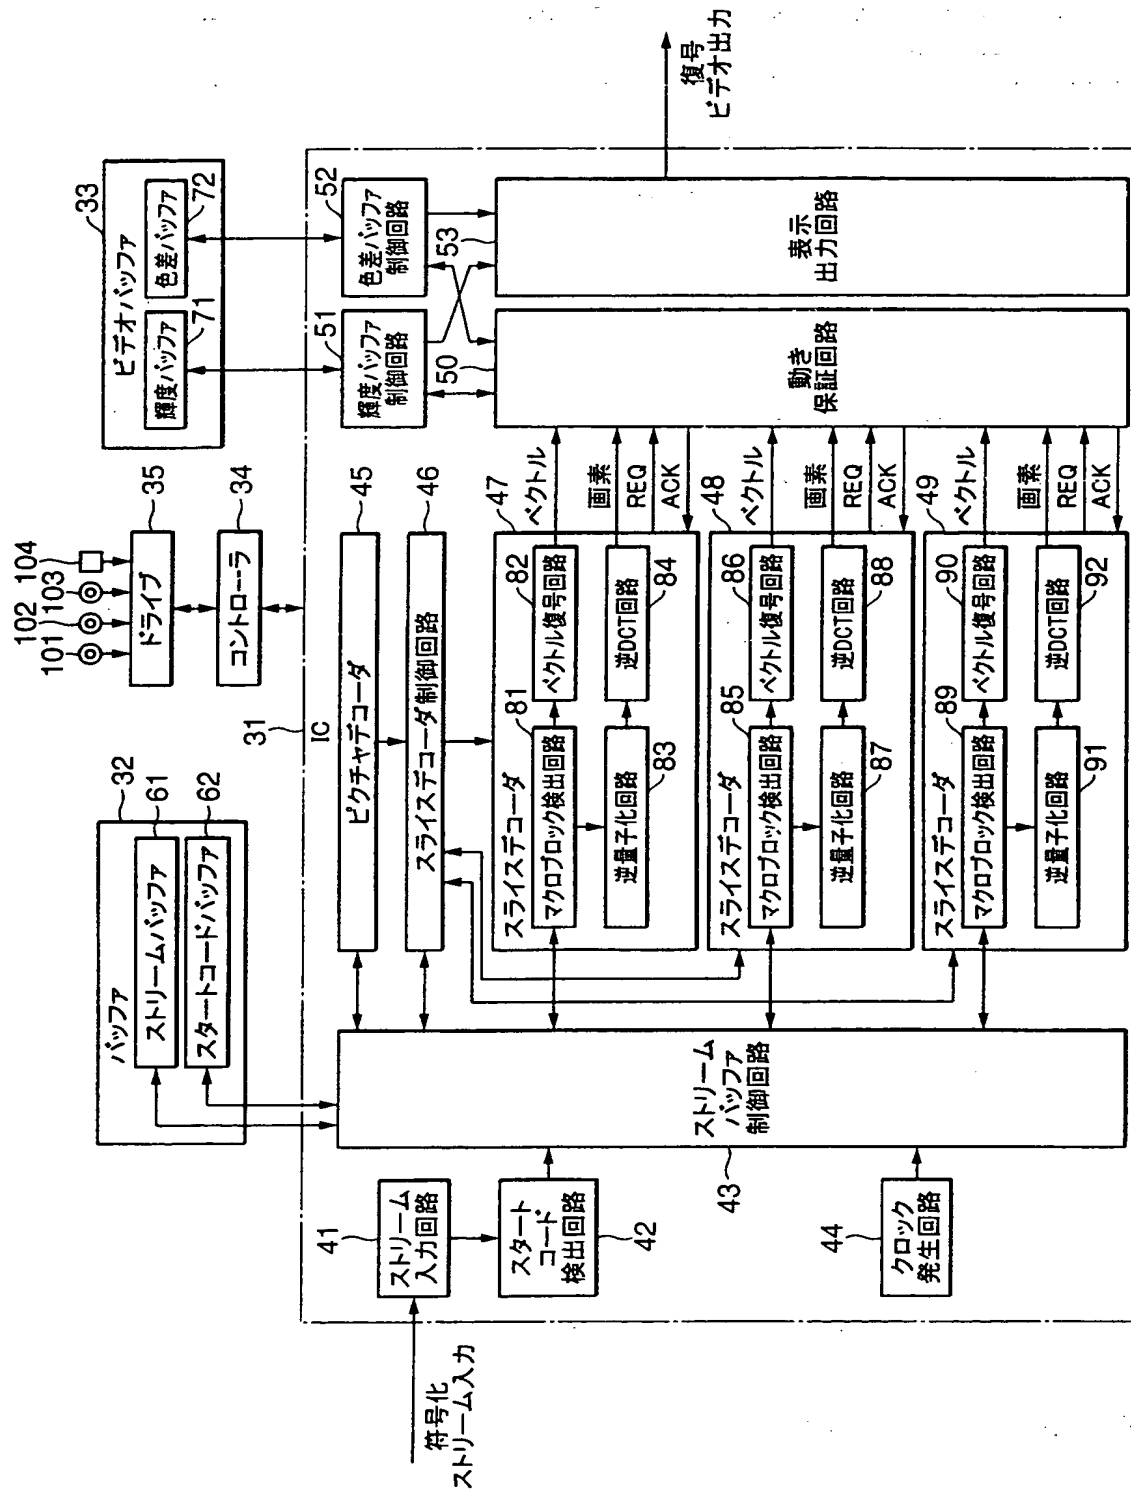 符号化
ストリーム入力
41
ストリーム
入力回路
スタート
コード
検出回路
42
44
クロック
発生回路
バッファ
32
ストリームバッファ
61
スタートコードバッファ
62
ストリーム
バッファ
制御回路
43
101
102
103
104
ドライブ
35
コントローラ
34
31
IC
ピクチャデコーダ
45
スライスデコーダ制御回路
46
スライスデコーダ
47
マクロブロック検出回路
81
ベクトル復号回路
82
逆量子化回路
83
逆DCT回路
84
ベクトル
画素
REQ
ACK
スライスデコーダ
48
マクロブロック検出回路
85
ベクトル復号回路
86
逆量子化回路
87
逆DCT回路
88
ベクトル
画素
REQ
ACK
スライスデコーダ
49
マクロブロック検出回路
89
ベクトル復号回路
90
逆量子化回路
91
逆DCT回路
92
ベクトル
画素
REQ
ACK
ビデオバッファ
33
輝度バッファ
71
色差バッファ
72
輝度バッファ
制御回路
51
色差バッファ
制御回路
52
50
動き
保証回路
53
表示
出力回路
復号
ビデオ出力